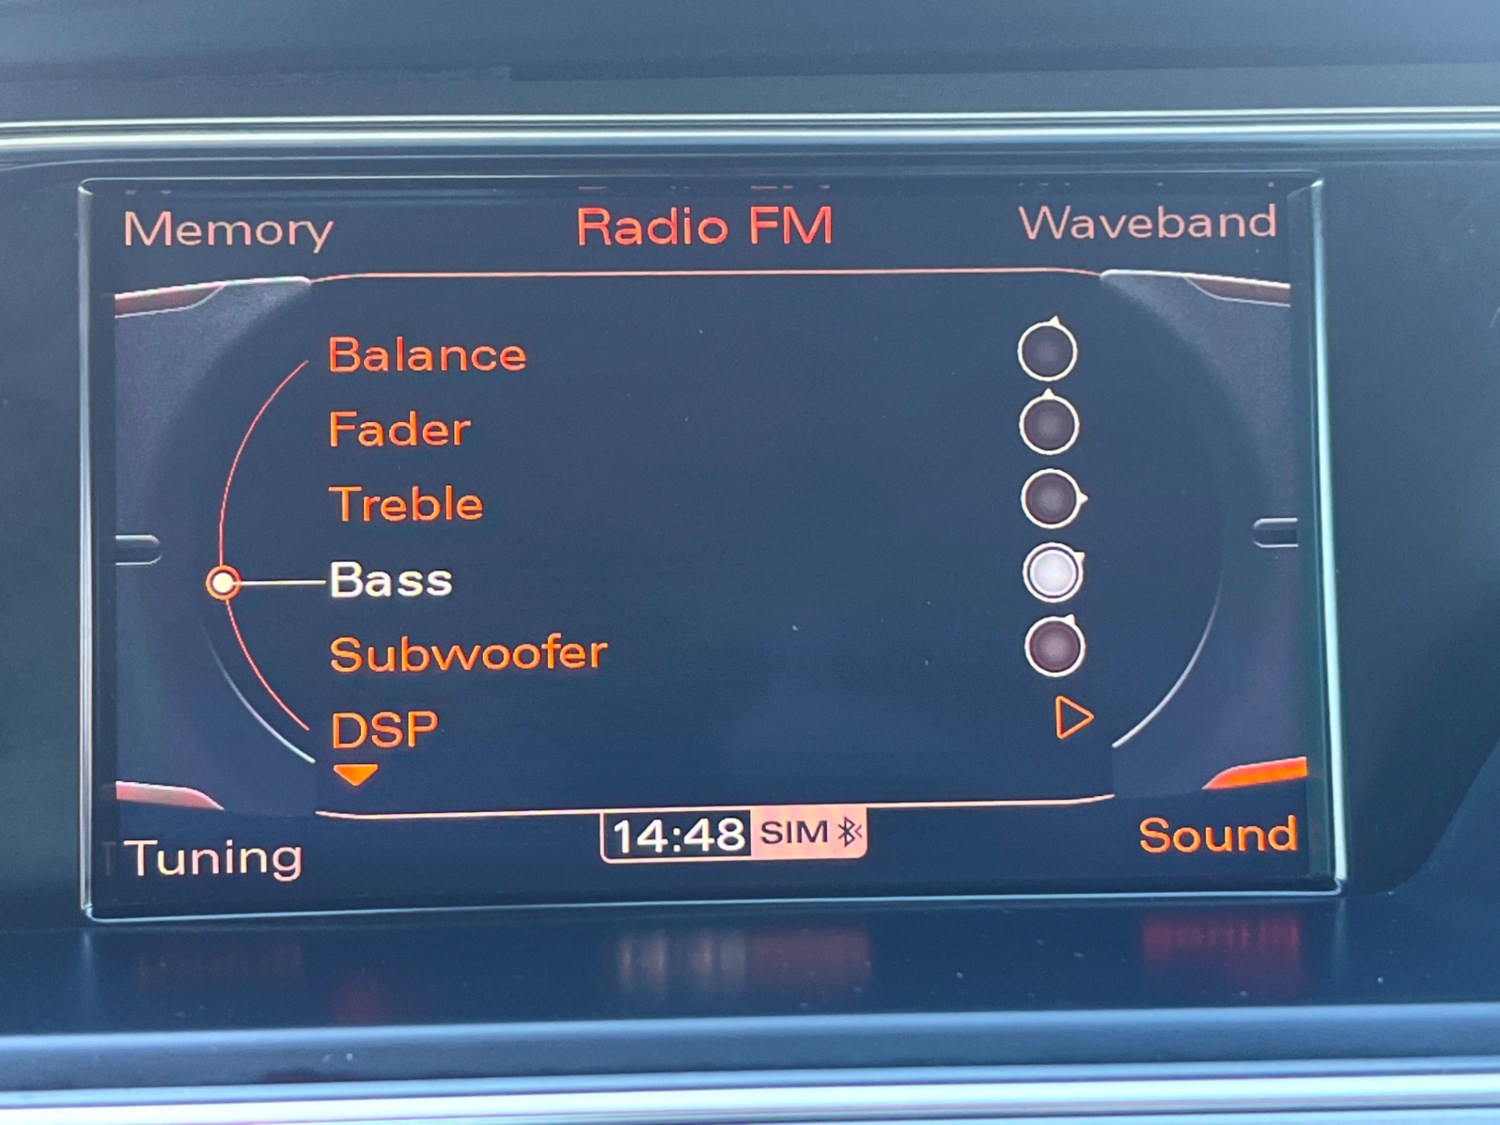 Memory Radio FM Waveband
Balance
Fader
Treble
Bass
Subwoofer
DSP
14:48 SIM
Tuning Sound